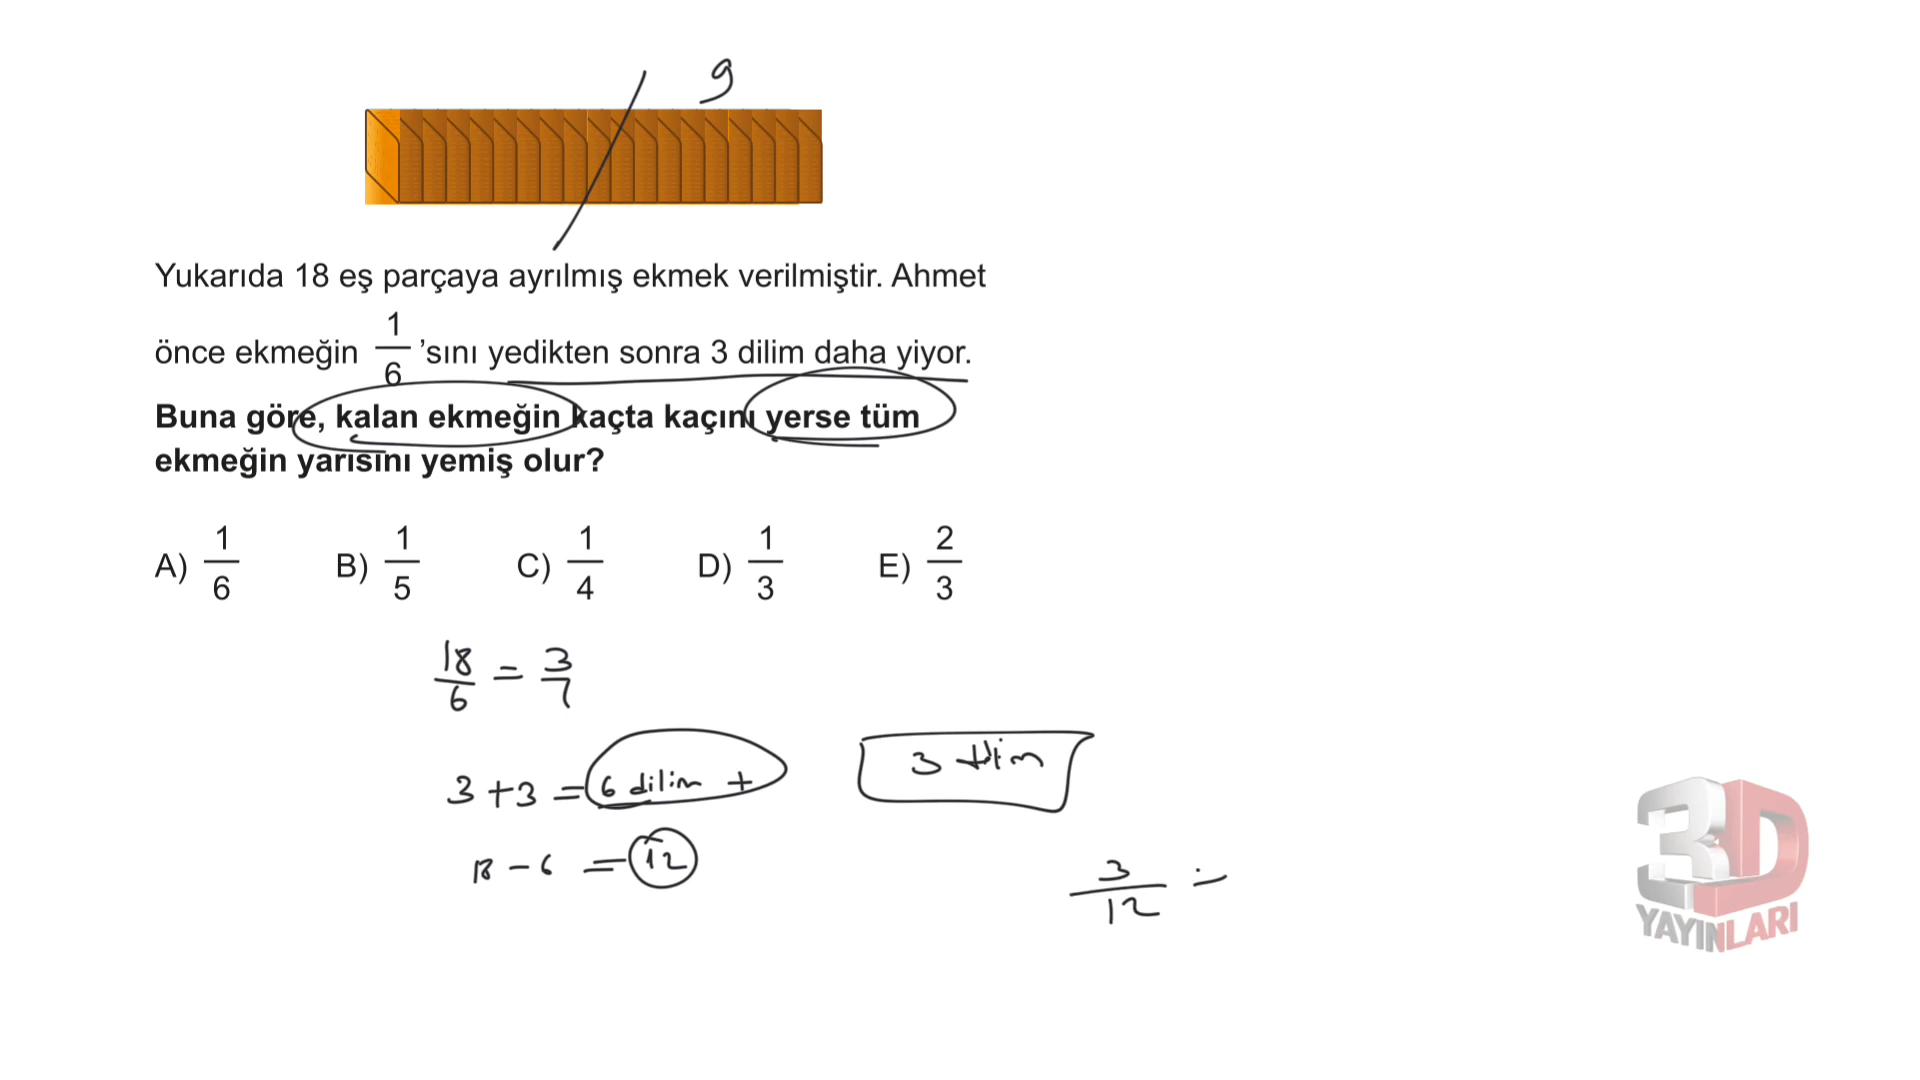 9
Yukarıda 18 eş parçaya ayrılmış ekmek verilmiştir. Ahmet
önce ekmeğin 1/6 ’sını yedikten sonra 3 dilim daha yiyor.
Buna göre, kalan ekmeğin kaçta kaçını yerse tüm
ekmeğin yarısını yemiş olur?
A) 1/6 B) 1/5 C) 1/4 D) 1/3 E) 2/3
18/6 = 3/1
3 + 3 = 6 dilim + 3 dilim
18 - 6 = 12
3/12 =
3D
YAYINLARI